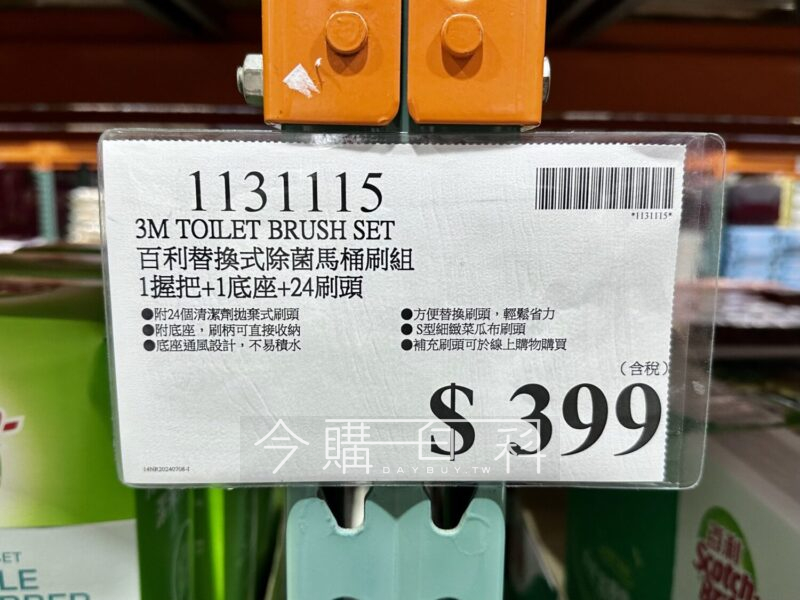 1131115
*1131115*
3M TOILET BRUSH SET
百利替換式除菌馬桶刷組
1握把+1底座+24刷頭
●附24個清潔劑拋棄式刷頭
●附底座，刷柄可直接收納
●底座通風設計，不易積水
●方便替換刷頭，輕鬆省力
●S型細緻菜瓜布刷頭
●補充刷頭可於線上購物購買
(含稅)
$ 399
今購百科
DAYBUY.TW
百利
Scotch